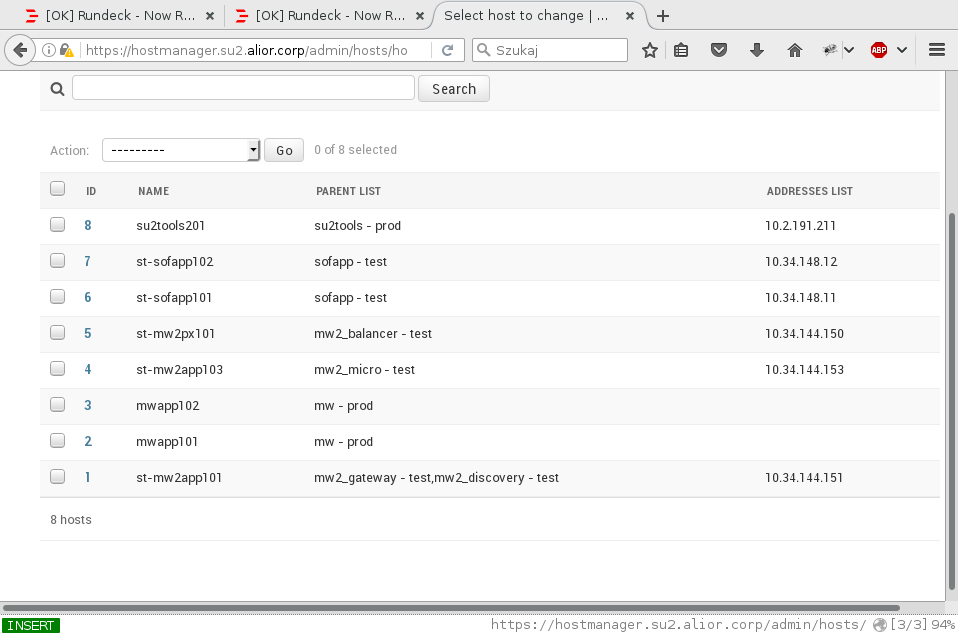 [OK] Rundeck - Now R... × [OK] Rundeck - Now R... × Select host to change | ... ×
https://hostmanager.su2.alior.corp/admin/hosts/ho Szukaj ABP
Search
Action: --------- Go 0 of 8 selected
ID NAME PARENT LIST ADDRESSES LIST
8 su2tools201 su2tools - prod 10.2.191.211
7 st-sofapp102 sofapp - test 10.34.148.12
6 st-sofapp101 sofapp - test 10.34.148.11
5 st-mw2px101 mw2_balancer - test 10.34.144.150
4 st-mw2app103 mw2_micro - test 10.34.144.153
3 mwapp102 mw - prod
2 mwapp101 mw - prod
1 st-mw2app101 mw2_gateway - test,mw2_discovery - test 10.34.144.151
8 hosts
INSERT https://hostmanager.su2.alior.corp/admin/hosts/ [3/3] 94%